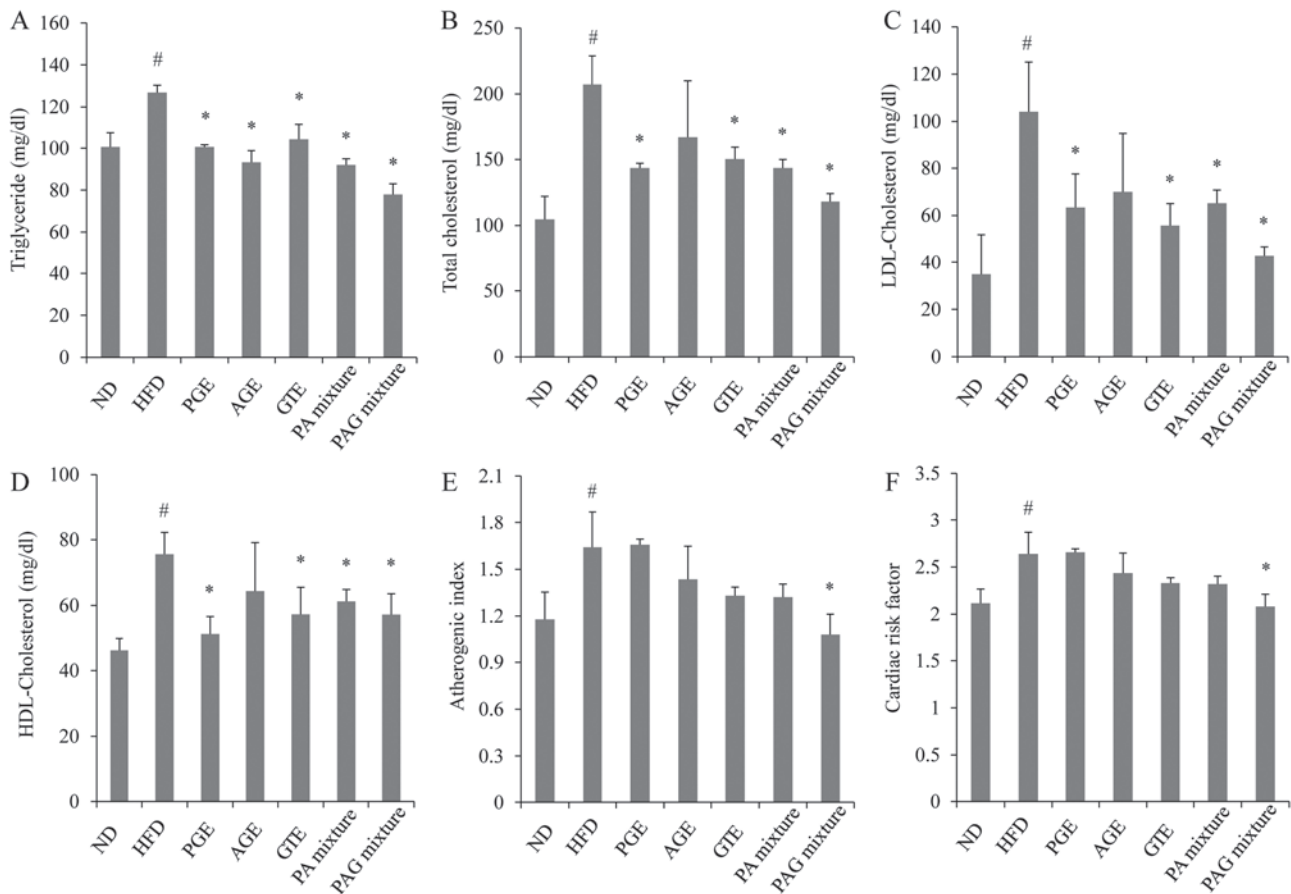 A
Triglyceride (mg/dl)
160
140
120
100
80
60
40
20
0
#
*
*
*
*
*
ND
HFD
PGE
AGE
GTE
PA mixture
PAG mixture
B
Total cholesterol (mg/dl)
250
200
150
100
50
0
#
*
*
*
*
ND
HFD
PGE
AGE
GTE
PA mixture
PAG mixture
C
LDL-Cholesterol (mg/dl)
140
120
100
80
60
40
20
0
#
*
*
*
*
ND
HFD
PGE
AGE
GTE
PA mixture
PAG mixture
D
HDL-Cholesterol (mg/dl)
100
80
60
40
20
0
#
*
*
*
*
ND
HFD
PGE
AGE
GTE
PA mixture
PAG mixture
E
Atherogenic index
2.1
1.8
1.5
1.2
0.9
0.6
0.3
0
#
*
ND
HFD
PGE
AGE
GTE
PA mixture
PAG mixture
F
Cardiac risk factor
3.5
3
2.5
2
1.5
1
0.5
0
#
*
ND
HFD
PGE
AGE
GTE
PA mixture
PAG mixture